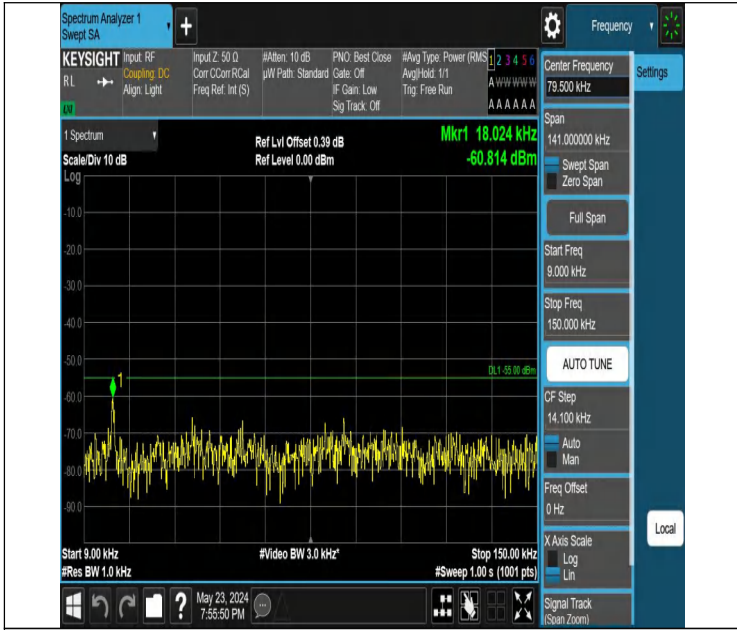 Spectrum Analyzer 1
Swept SA
+
Frequency
KEYSIGHT
RL
Input: RF
Coupling: DC
Align: Light
Input Z: 50 Ω
Corr CCorr RCal
Freq Ref: Int (S)
#Atten: 10 dB
µW Path: Standard
PNO: Best Close
Gate: Off
IF Gain: Low
Sig Track: Off
#Avg Type: Power (RMS
Avg|Hold: 1/1
Trig: Free Run
1 2 3 4 5 6
A W W W W W
A A A A A A
1 Spectrum
Scale/Div 10 dB
Log
Ref Lvl Offset 0.39 dB
Ref Level 0.00 dBm
Mkr1 18.024 kHz
-60.814 dBm
-10.0
-20.0
-30.0
-40.0
-50.0
-60.0
-70.0
-80.0
-90.0
1
DL1 -55.00 dBm
Start 9.00 kHz
#Res BW 1.0 kHz
#Video BW 3.0 kHz*
Stop 150.00 kHz
#Sweep 1.00 s (1001 pts)
Center Frequency
79.500 kHz
Settings
Span
141.000000 kHz
Swept Span
Zero Span
Full Span
Start Freq
9.000 kHz
Stop Freq
150.000 kHz
AUTO TUNE
CF Step
14.100 kHz
Auto
Man
Freq Offset
0 Hz
X Axis Scale
Log
Lin
Signal Track
(Span Zoom)
Local
?
May 23, 2024
7:55:50 PM